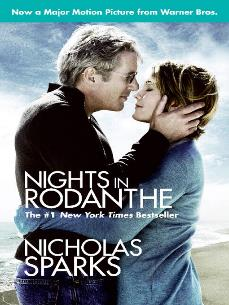 Now a Major Motion Picture from Warner Bros.
NIGHTS IN
RODANTHE
The #1 New York Times Bestseller
NICHOLAS
SPARKS